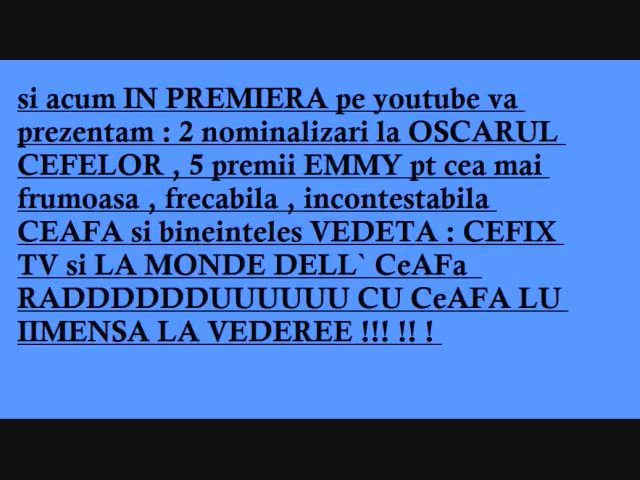 si acum IN PREMIERA pe youtube va
prezentam : 2 nominalizari la OSCARUL
CEFELOR , 5 premii EMMY pt cea mai
frumoasa , frecabila , incontestabila
CEAFA si bineinteles VEDETA : CEFIX
TV si LA MONDE DELL` CeAFa
RADDDDDDUUUUUU CU CeAFA LU
IIMENSA LA VEDEREE !!! !! !